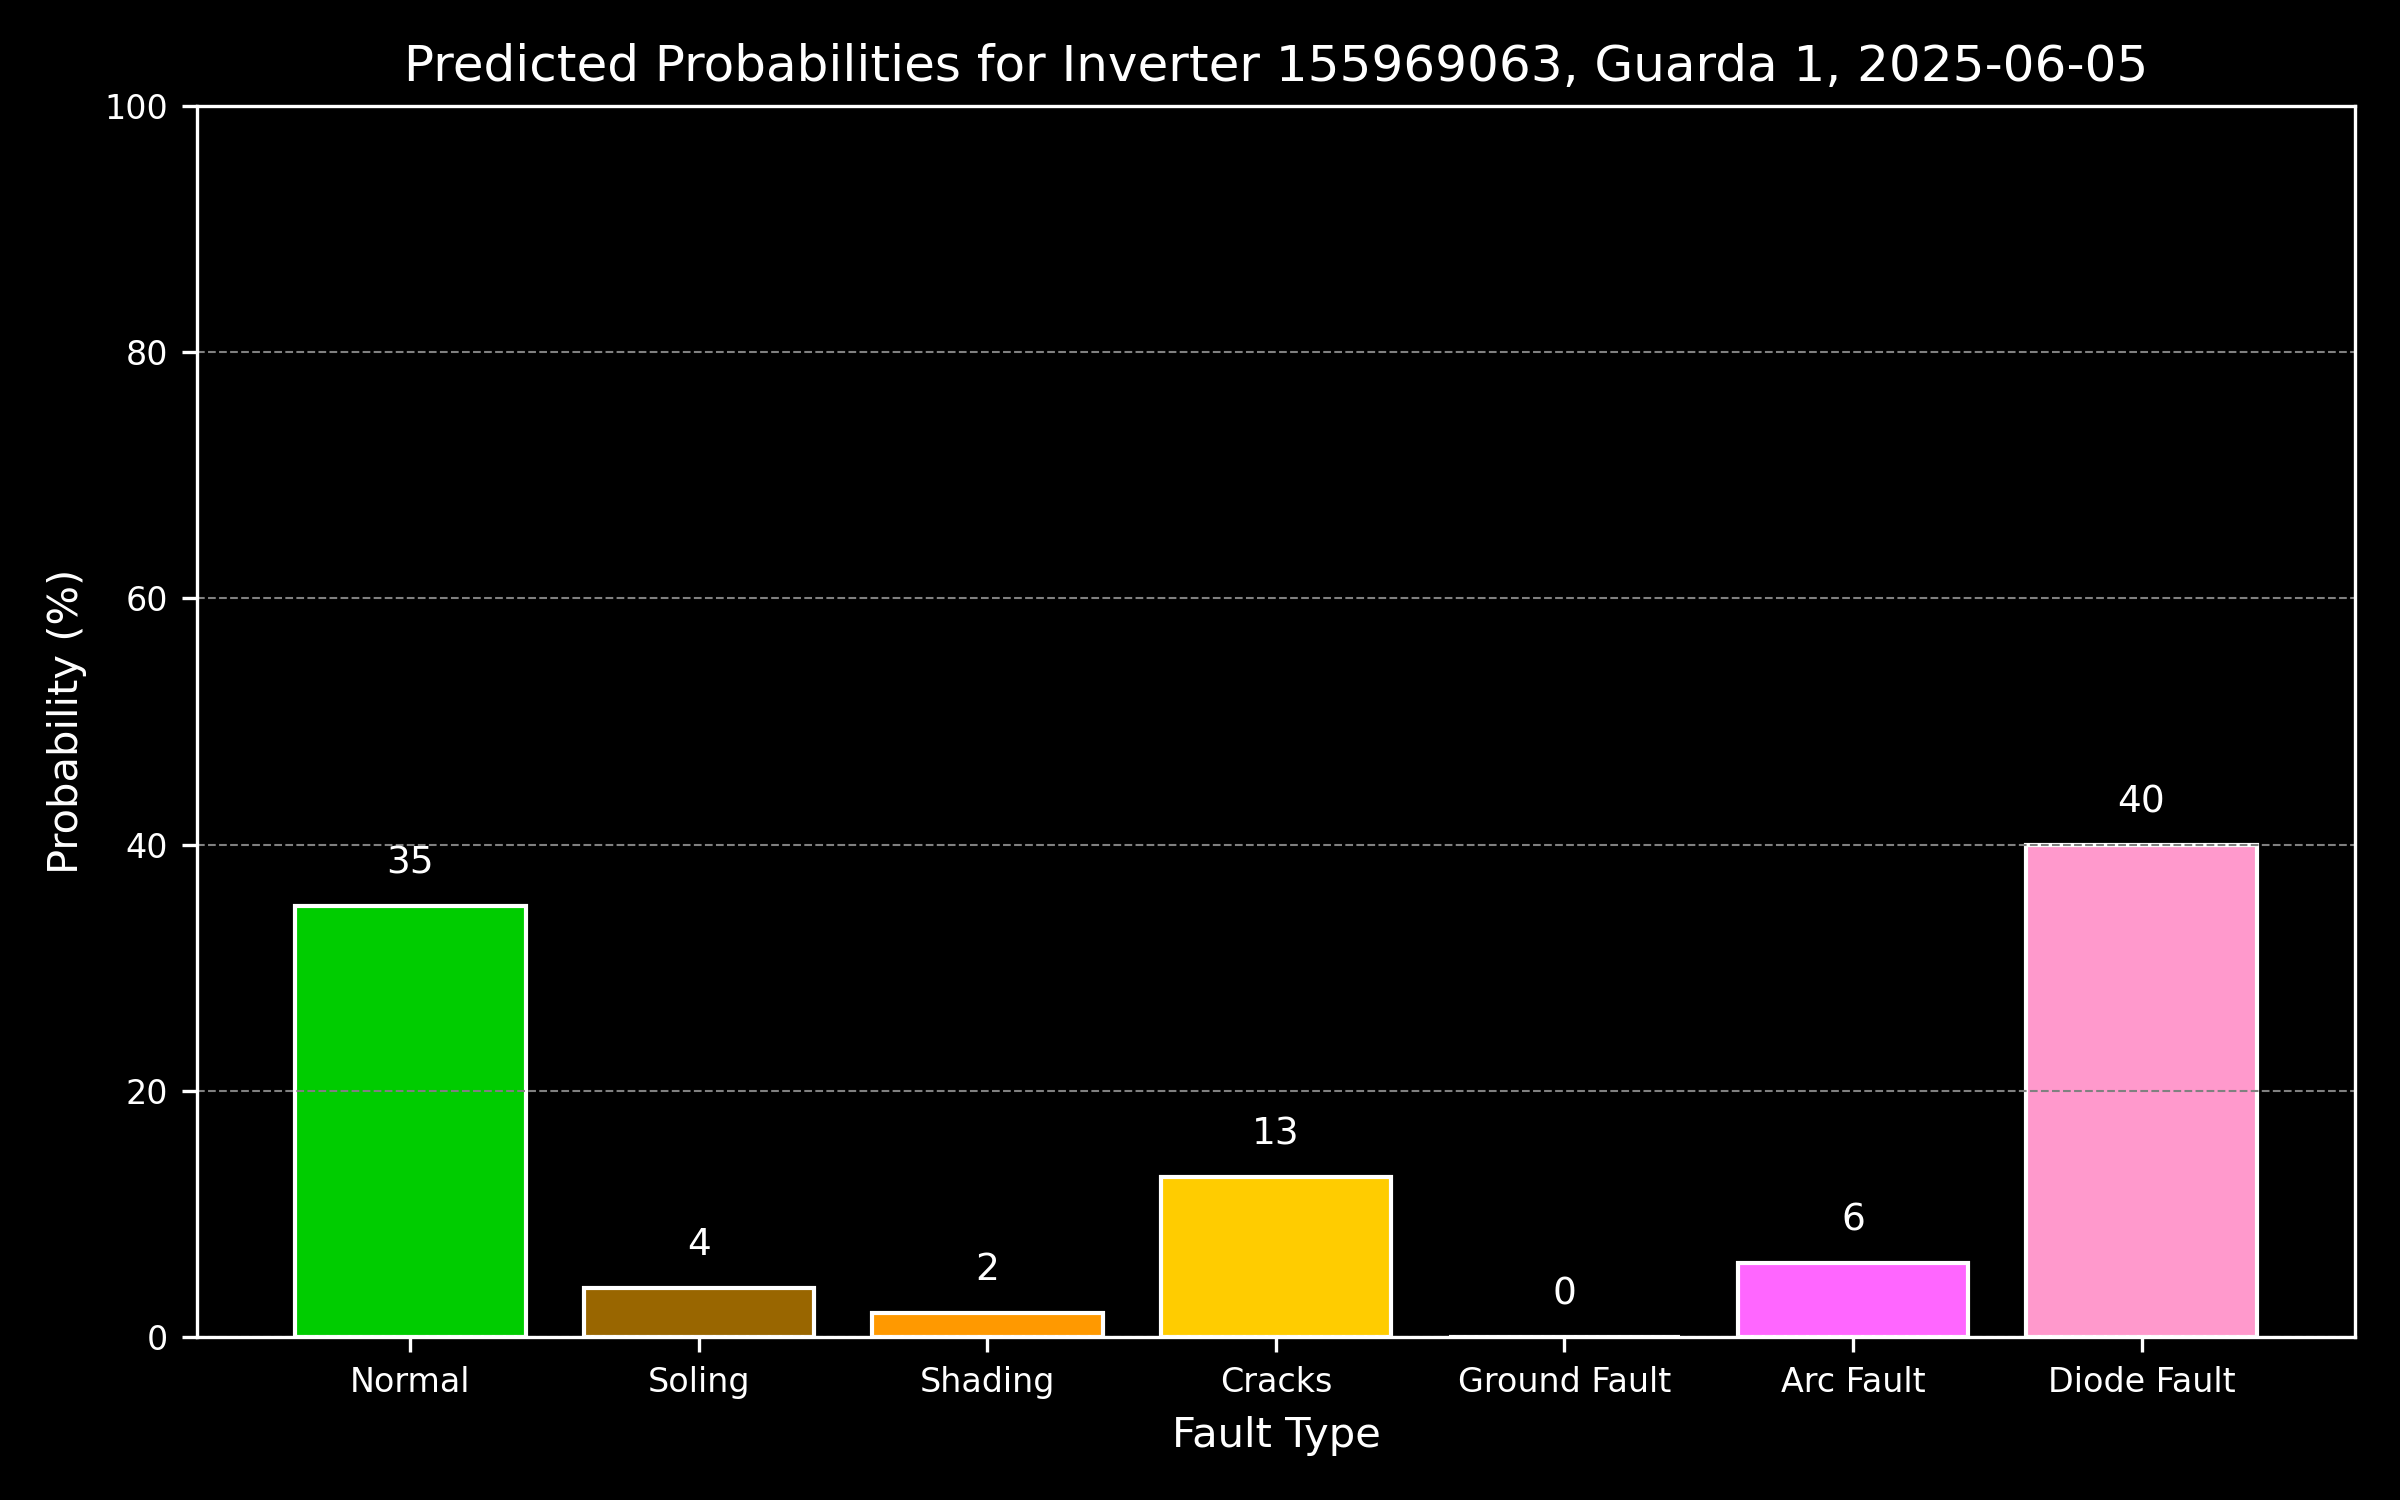 Predicted Probabilities for Inverter 155969063, Guarda 1, 2025-06-05
Probability (%)
100
80
60
40
20
0
35
4
2
13
0
6
40
Normal
Soling
Shading
Cracks
Ground Fault
Arc Fault
Diode Fault
Fault Type